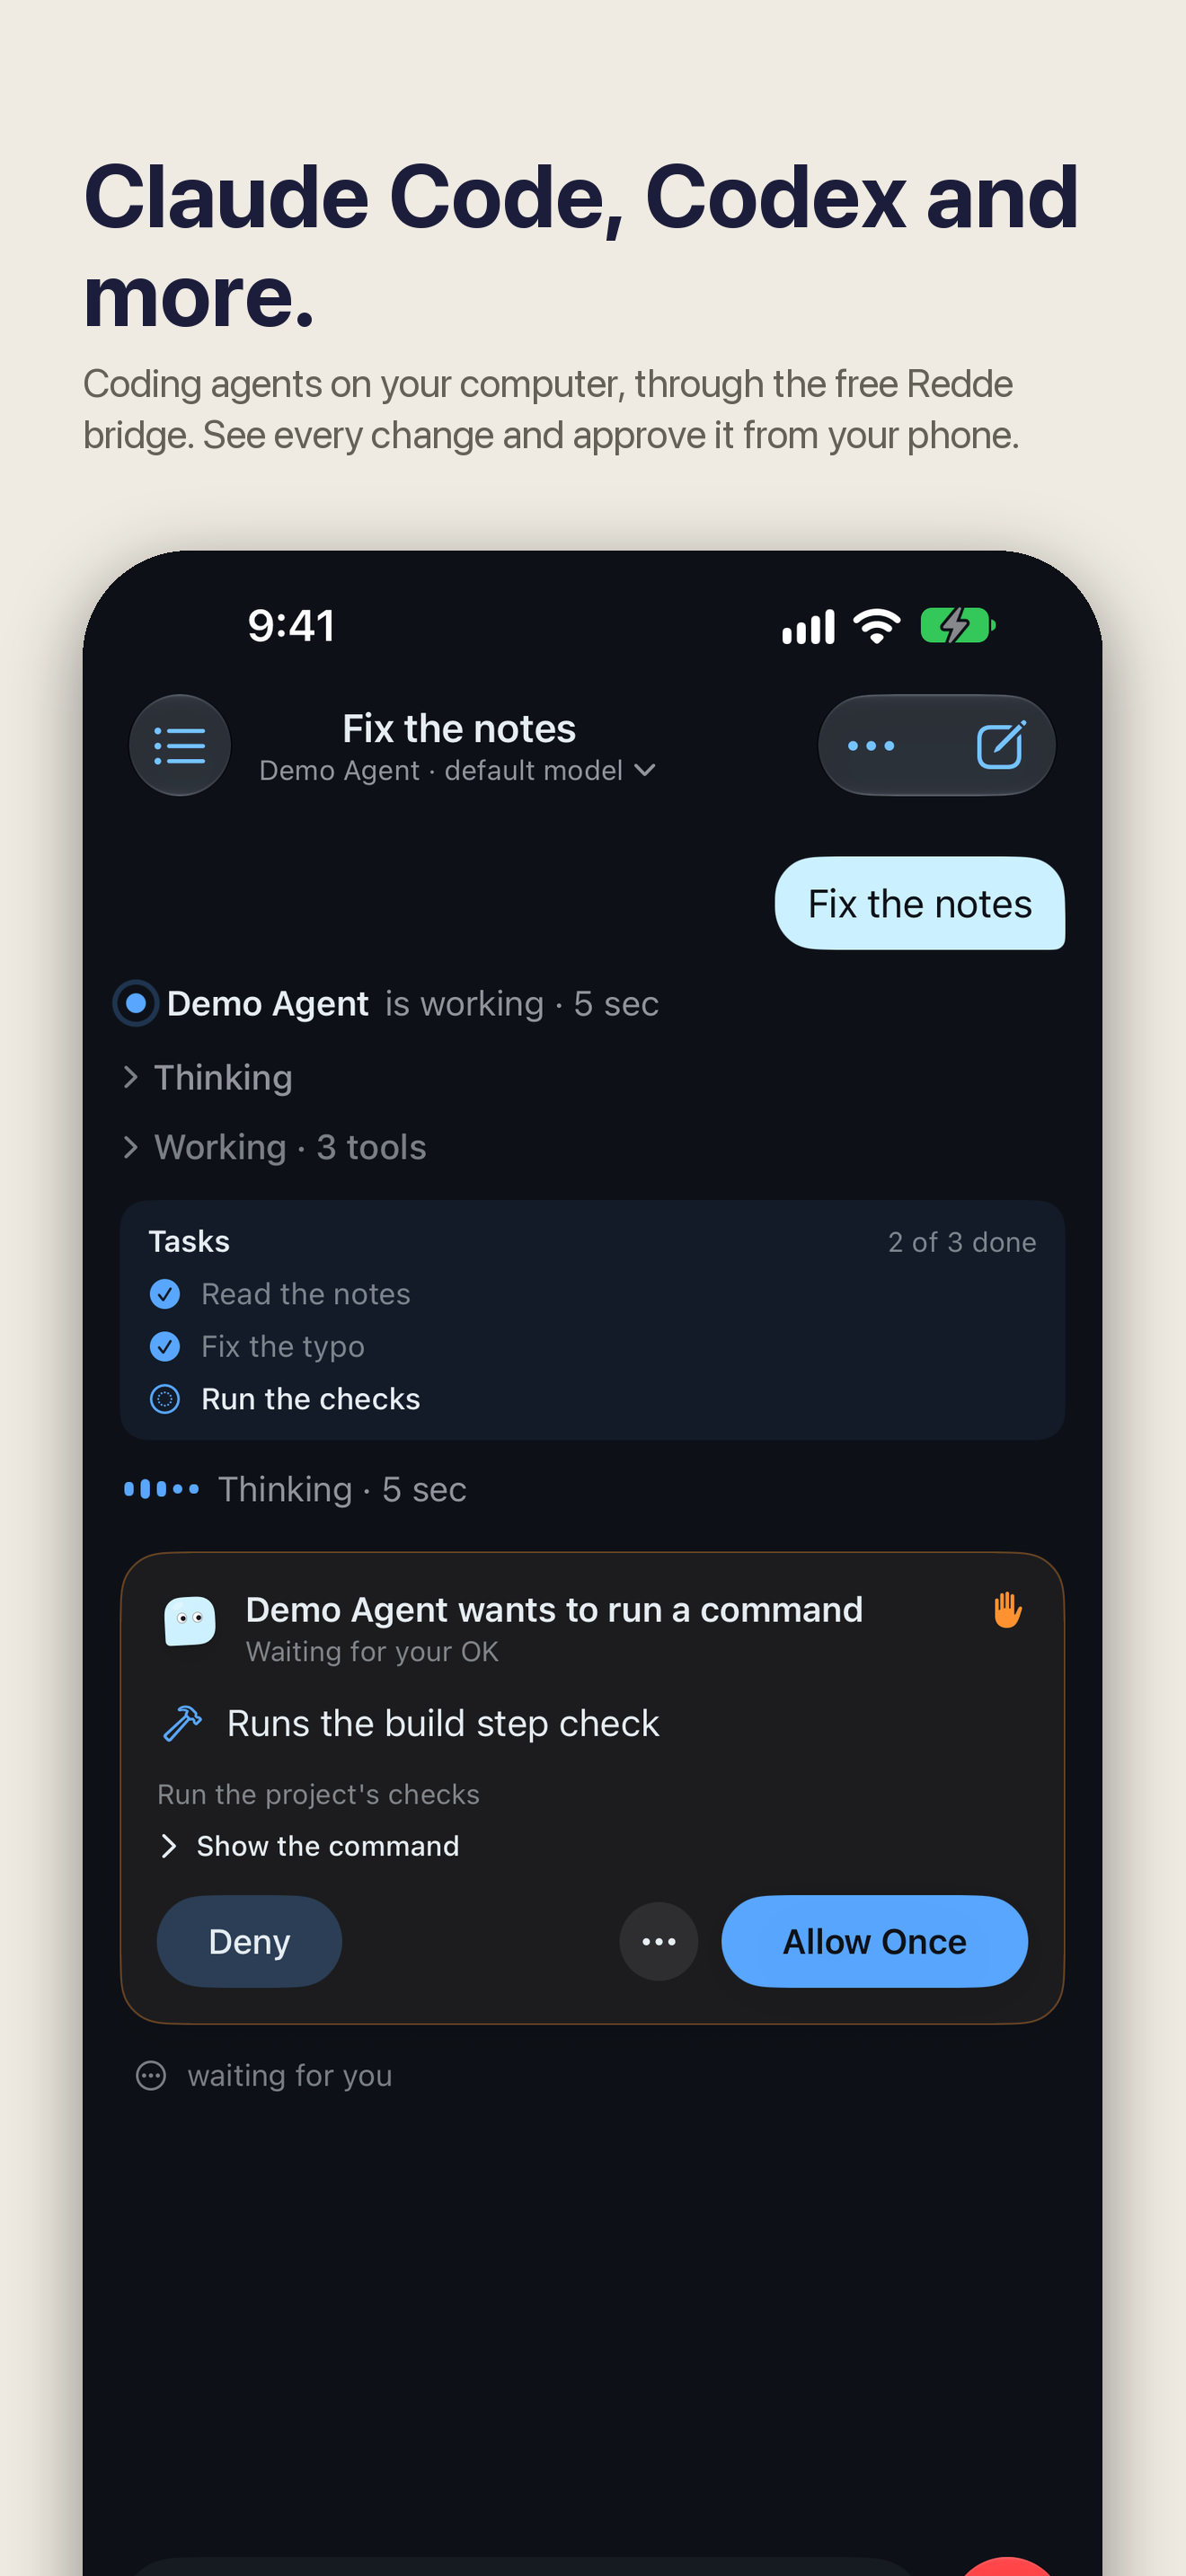 Claude Code, Codex and
more.
Coding agents on your computer, through the free Redde
bridge. See every change and approve it from your phone.
9:41
Fix the notes
Demo Agent · default model
Fix the notes
Demo Agent is working · 5 sec
Thinking
Working · 3 tools
Tasks 2 of 3 done
Read the notes
Fix the typo
Run the checks
Thinking · 5 sec
Demo Agent wants to run a command
Waiting for your OK
Runs the build step check
Run the project's checks
Show the command
Deny Allow Once
waiting for you